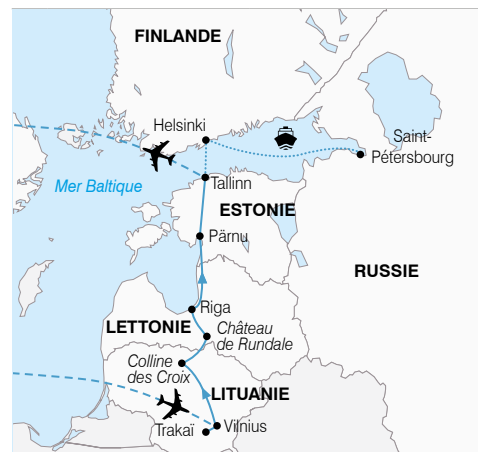 FINLANDE
Helsinki
Saint-
Pétersbourg
Mer Baltique
Tallinn
ESTONIE
Pärnu
RUSSIE
Riga
LETTONIE
Château
de Rundale
Colline
des Croix
LITUANIE
Trakaï
Vilnius